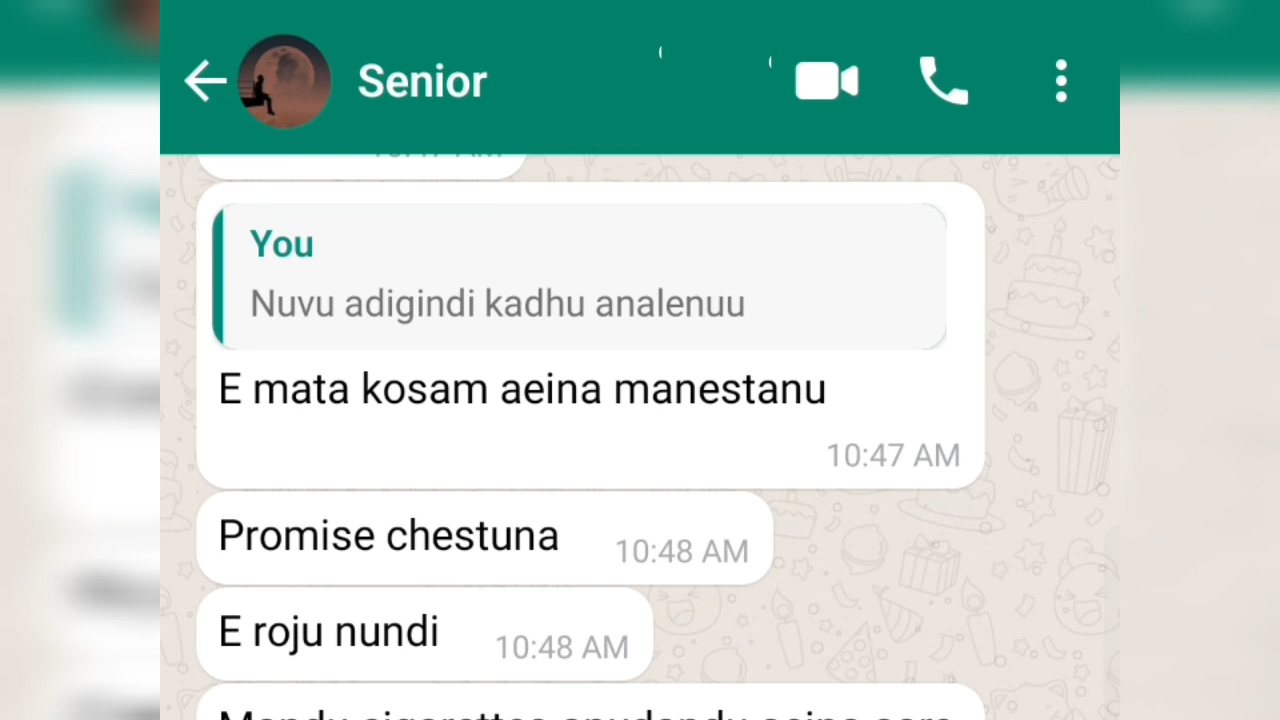 Senior
You
Nuvu adigindi kadhu analenuu
E mata kosam aeina manestanu
10:47 AM
Promise chestuna
10:48 AM
E roju nundi
10:48 AM